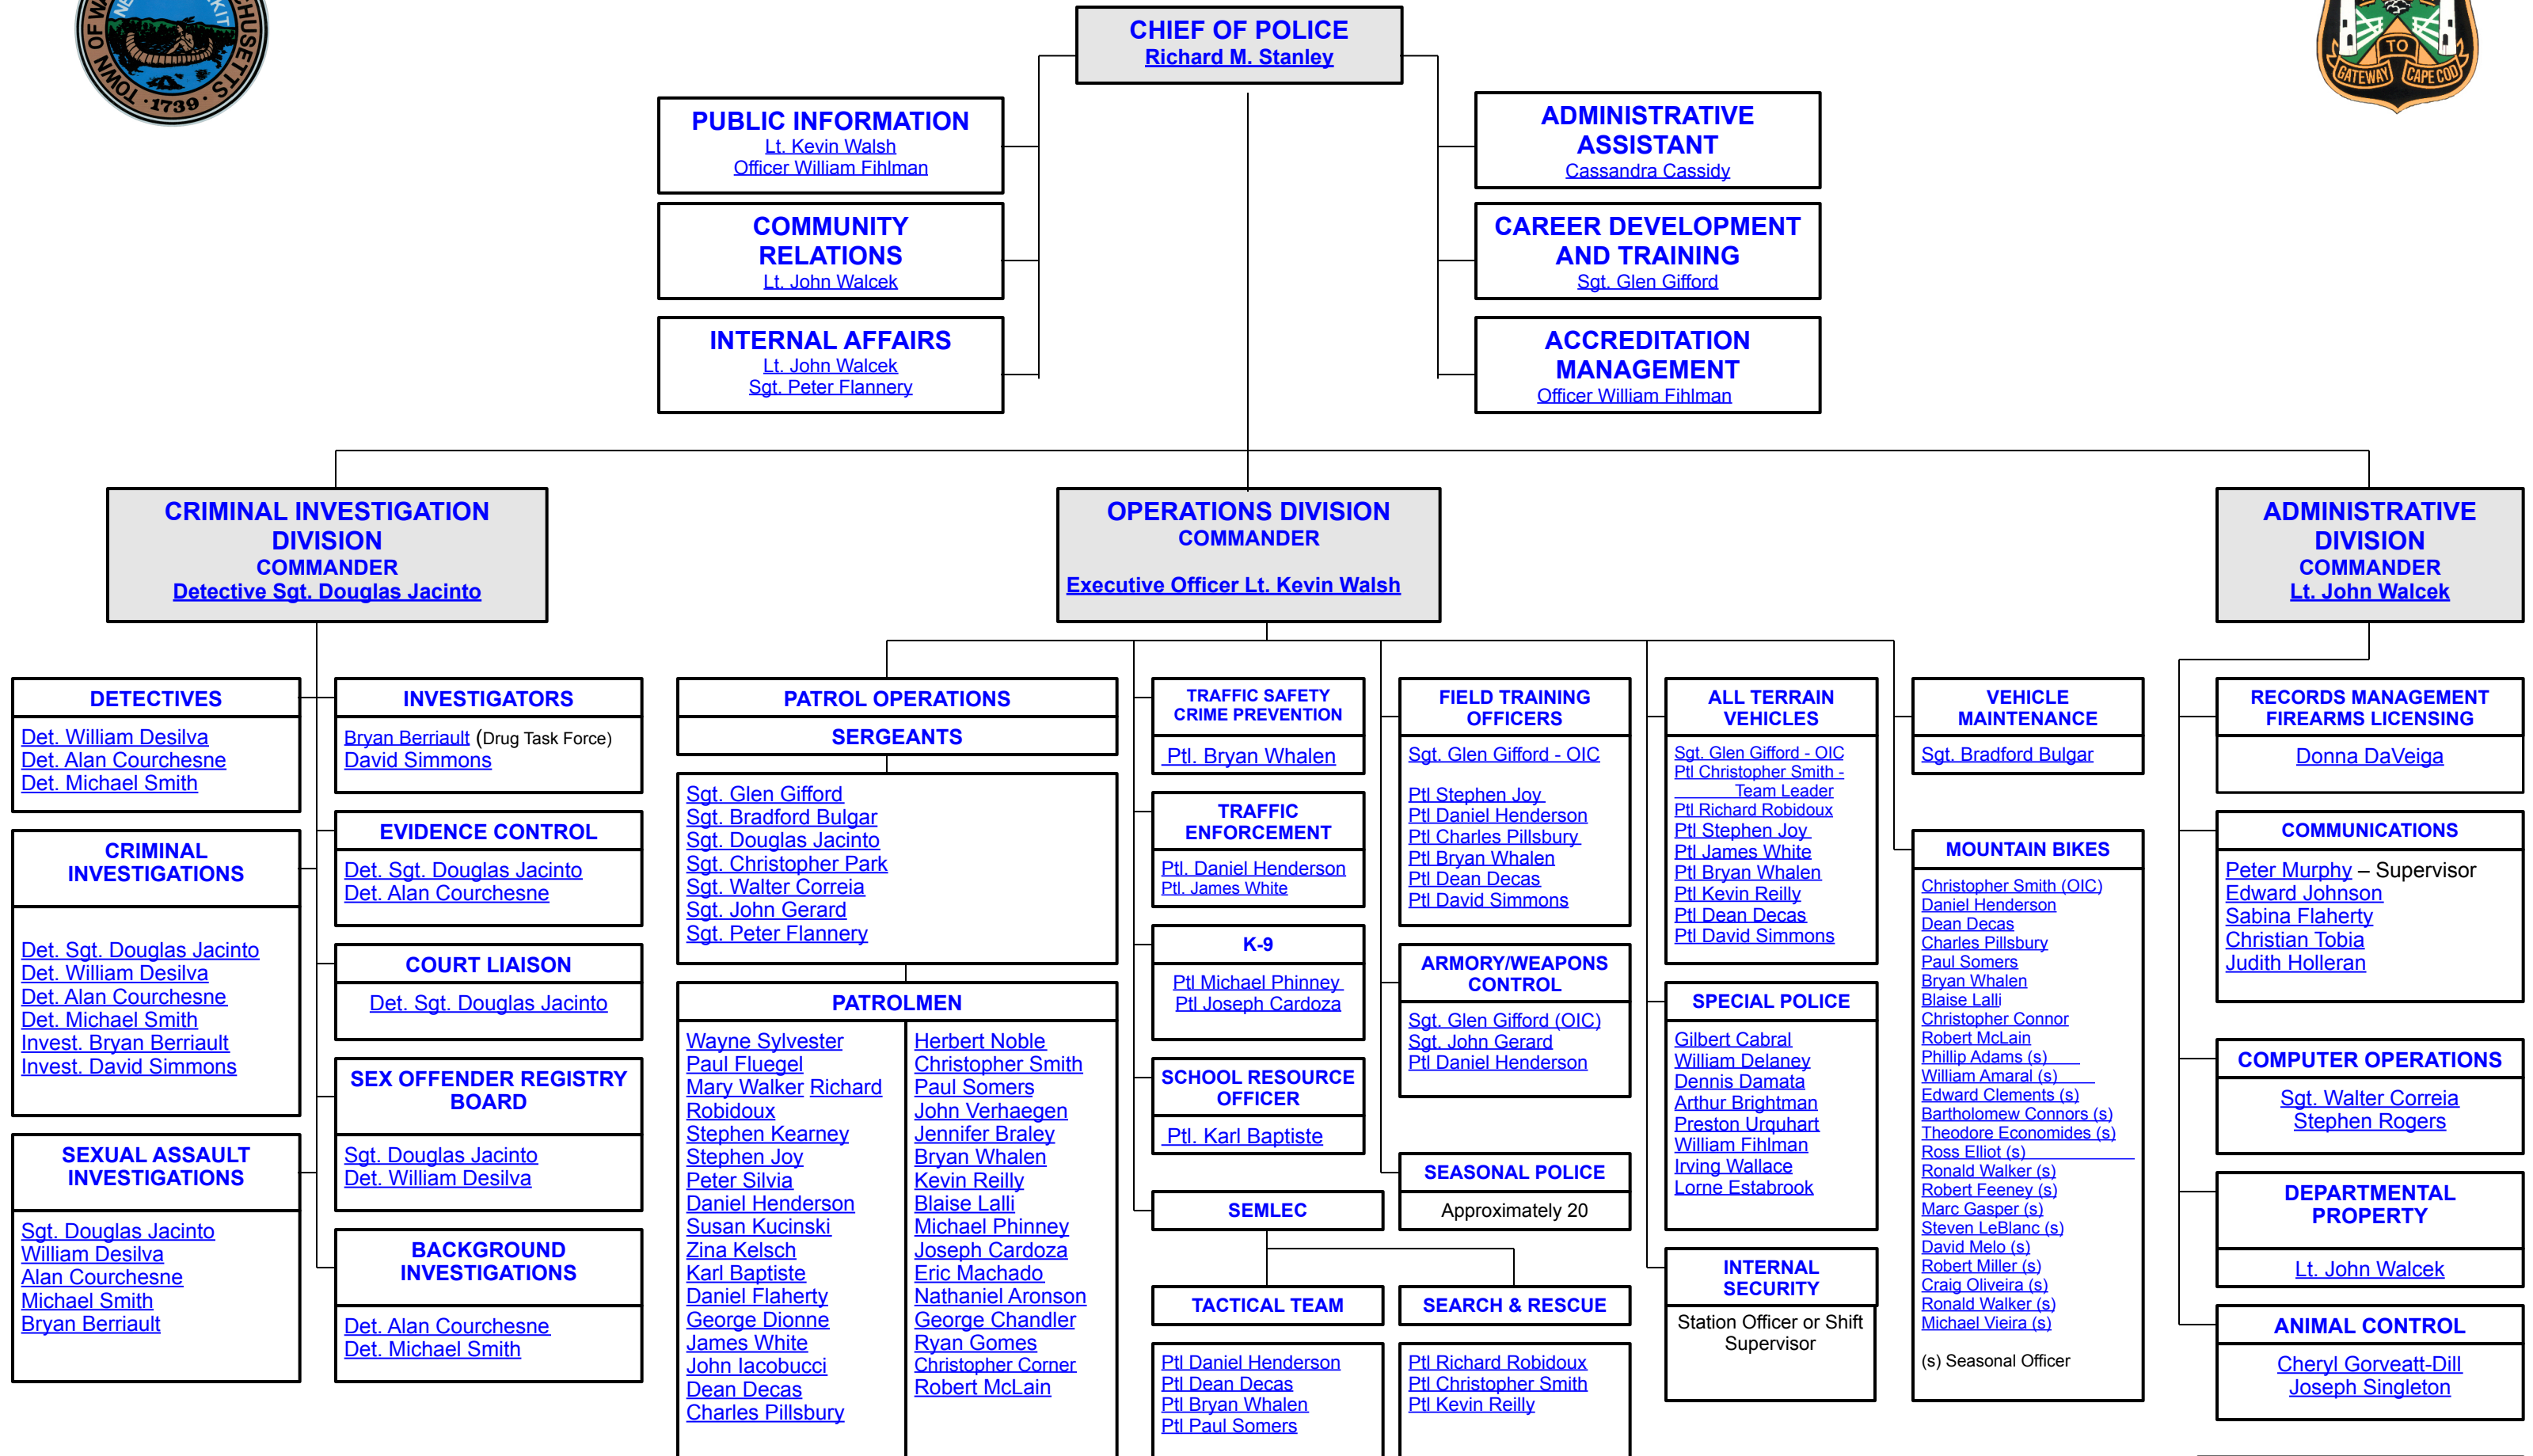 TOWN OF WA
CHUSETTS
NE
KIT
1739
TO
GATEWAY
CAPE COD
CHIEF OF POLICE
Richard M. Stanley
PUBLIC INFORMATION
Lt. Kevin Walsh
Officer William Fihlman
COMMUNITY
RELATIONS
Lt. John Walcek
INTERNAL AFFAIRS
Lt. John Walcek
Sgt. Peter Flannery
ADMINISTRATIVE
ASSISTANT
Cassandra Cassidy
CAREER DEVELOPMENT
AND TRAINING
Sgt. Glen Gifford
ACCREDITATION
MANAGEMENT
Officer William Fihlman
CRIMINAL INVESTIGATION
DIVISION
COMMANDER
Detective Sgt. Douglas Jacinto
OPERATIONS DIVISION
COMMANDER
Executive Officer Lt. Kevin Walsh
ADMINISTRATIVE
DIVISION
COMMANDER
Lt. John Walcek
DETECTIVES
Det. William Desilva
Det. Alan Courchesne
Det. Michael Smith
CRIMINAL
INVESTIGATIONS
Det. Sgt. Douglas Jacinto
Det. William Desilva
Det. Alan Courchesne
Det. Michael Smith
Invest. Bryan Berriault
Invest. David Simmons
SEXUAL ASSAULT
INVESTIGATIONS
Sgt. Douglas Jacinto
William Desilva
Alan Courchesne
Michael Smith
Bryan Berriault
INVESTIGATORS
Bryan Berriault (Drug Task Force)
David Simmons
EVIDENCE CONTROL
Det. Sgt. Douglas Jacinto
Det. Alan Courchesne
COURT LIAISON
Det. Sgt. Douglas Jacinto
SEX OFFENDER REGISTRY
BOARD
Sgt. Douglas Jacinto
Det. William Desilva
BACKGROUND
INVESTIGATIONS
Det. Alan Courchesne
Det. Michael Smith
PATROL OPERATIONS
SERGEANTS
Sgt. Glen Gifford
Sgt. Bradford Bulgar
Sgt. Douglas Jacinto
Sgt. Christopher Park
Sgt. Walter Correia
Sgt. John Gerard
Sgt. Peter Flannery
PATROLMEN
Wayne Sylvester
Paul Fluegel
Mary Walker Richard
Robidoux
Stephen Kearney
Stephen Joy
Peter Silvia
Daniel Henderson
Susan Kucinski
Zina Kelsch
Karl Baptiste
Daniel Flaherty
George Dionne
James White
John Iacobucci
Dean Decas
Charles Pillsbury
Herbert Noble
Christopher Smith
Paul Somers
John Verhaegen
Jennifer Braley
Bryan Whalen
Kevin Reilly
Blaise Lalli
Michael Phinney
Joseph Cardoza
Eric Machado
Nathaniel Aronson
George Chandler
Ryan Gomes
Christopher Corner
Robert McLain
TRAFFIC SAFETY
CRIME PREVENTION
Ptl. Bryan Whalen
TRAFFIC
ENFORCEMENT
Ptl. Daniel Henderson
Ptl. James White
K-9
Ptl Michael Phinney
Ptl Joseph Cardoza
SCHOOL RESOURCE
OFFICER
Ptl. Karl Baptiste
SEMLEC
TACTICAL TEAM
Ptl Daniel Henderson
Ptl Dean Decas
Ptl Bryan Whalen
Ptl Paul Somers
SEARCH & RESCUE
Ptl Richard Robidoux
Ptl Christopher Smith
Ptl Kevin Reilly
FIELD TRAINING
OFFICERS
Sgt. Glen Gifford - OIC
Ptl Stephen Joy
Ptl Daniel Henderson
Ptl Charles Pillsbury
Ptl Bryan Whalen
Ptl Dean Decas
Ptl David Simmons
ARMORY/WEAPONS
CONTROL
Sgt. Glen Gifford (OIC)
Sgt. John Gerard
Ptl Daniel Henderson
SEASONAL POLICE
Approximately 20
ALL TERRAIN
VEHICLES
Sgt. Glen Gifford - OIC
Ptl Christopher Smith -
Team Leader
Ptl Richard Robidoux
Ptl Stephen Joy
Ptl James White
Ptl Bryan Whalen
Ptl Kevin Reilly
Ptl Dean Decas
Ptl David Simmons
SPECIAL POLICE
Gilbert Cabral
William Delaney
Dennis Damata
Arthur Brightman
Preston Urquhart
William Fihlman
Irving Wallace
Lorne Estabrook
INTERNAL
SECURITY
Station Officer or Shift
Supervisor
VEHICLE
MAINTENANCE
Sgt. Bradford Bulgar
MOUNTAIN BIKES
Christopher Smith (OIC)
Daniel Henderson
Dean Decas
Charles Pillsbury
Paul Somers
Bryan Whalen
Blaise Lalli
Christopher Connor
Robert McLain
Phillip Adams (s)
William Amaral (s)
Edward Clements (s)
Bartholomew Connors (s)
Theodore Economides (s)
Ross Elliot (s)
Ronald Walker (s)
Robert Feeney (s)
Marc Gasper (s)
Steven LeBlanc (s)
David Melo (s)
Robert Miller (s)
Craig Oliveira (s)
Ronald Walker (s)
Michael Vieira (s)
(s) Seasonal Officer
RECORDS MANAGEMENT
FIREARMS LICENSING
Donna DaVeiga
COMMUNICATIONS
Peter Murphy – Supervisor
Edward Johnson
Sabina Flaherty
Christian Tobia
Judith Holleran
COMPUTER OPERATIONS
Sgt. Walter Correia
Stephen Rogers
DEPARTMENTAL
PROPERTY
Lt. John Walcek
ANIMAL CONTROL
Cheryl Gorveatt-Dill
Joseph Singleton